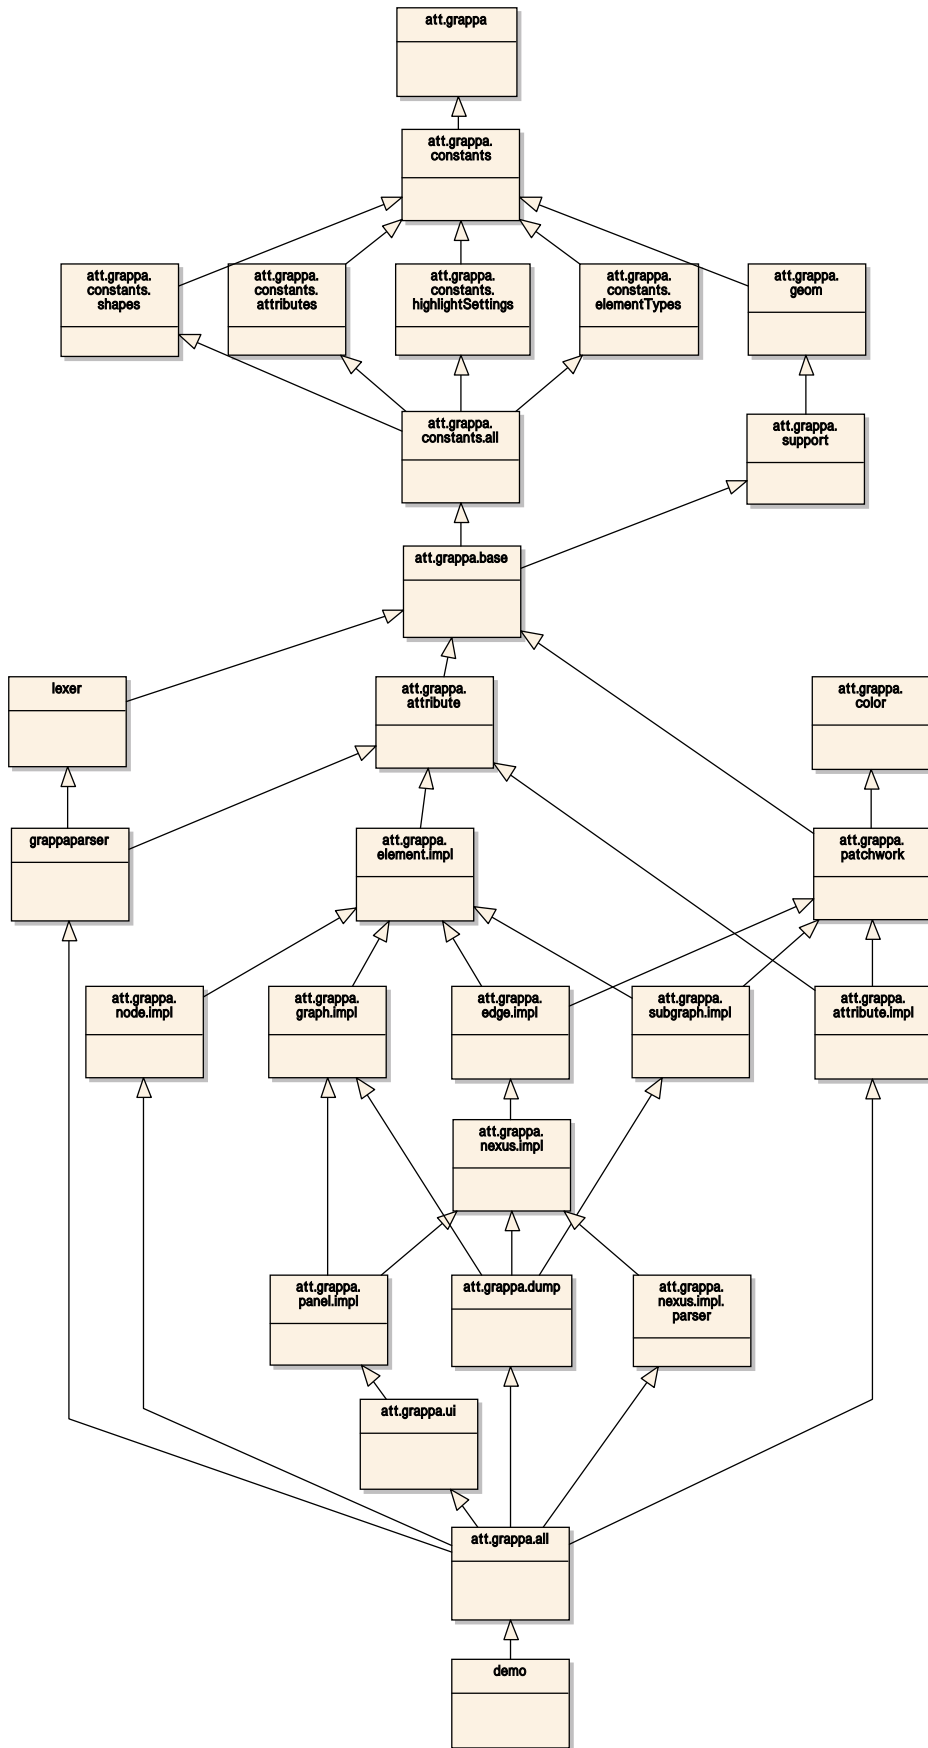 att.grappa
att.grappa.
constants
att.grappa.
constants.
shapes
att.grappa.
constants.
attributes
att.grappa.
constants.
highlightSettings
att.grappa.
constants.
elementTypes
att.grappa.
geom
att.grappa.
constants.all
att.grappa.
support
att.grappa.base
lexer
att.grappa.
attribute
att.grappa.
color
grappaparser
att.grappa.
element.impl
att.grappa.
patchwork
att.grappa.
node.impl
att.grappa.
graph.impl
att.grappa.
edge.impl
att.grappa.
subgraph.impl
att.grappa.
attribute.impl
att.grappa.
nexus.impl
att.grappa.
panel.impl
att.grappa.dump
att.grappa.
nexus.impl.
parser
att.grappa.ui
att.grappa.all
demo